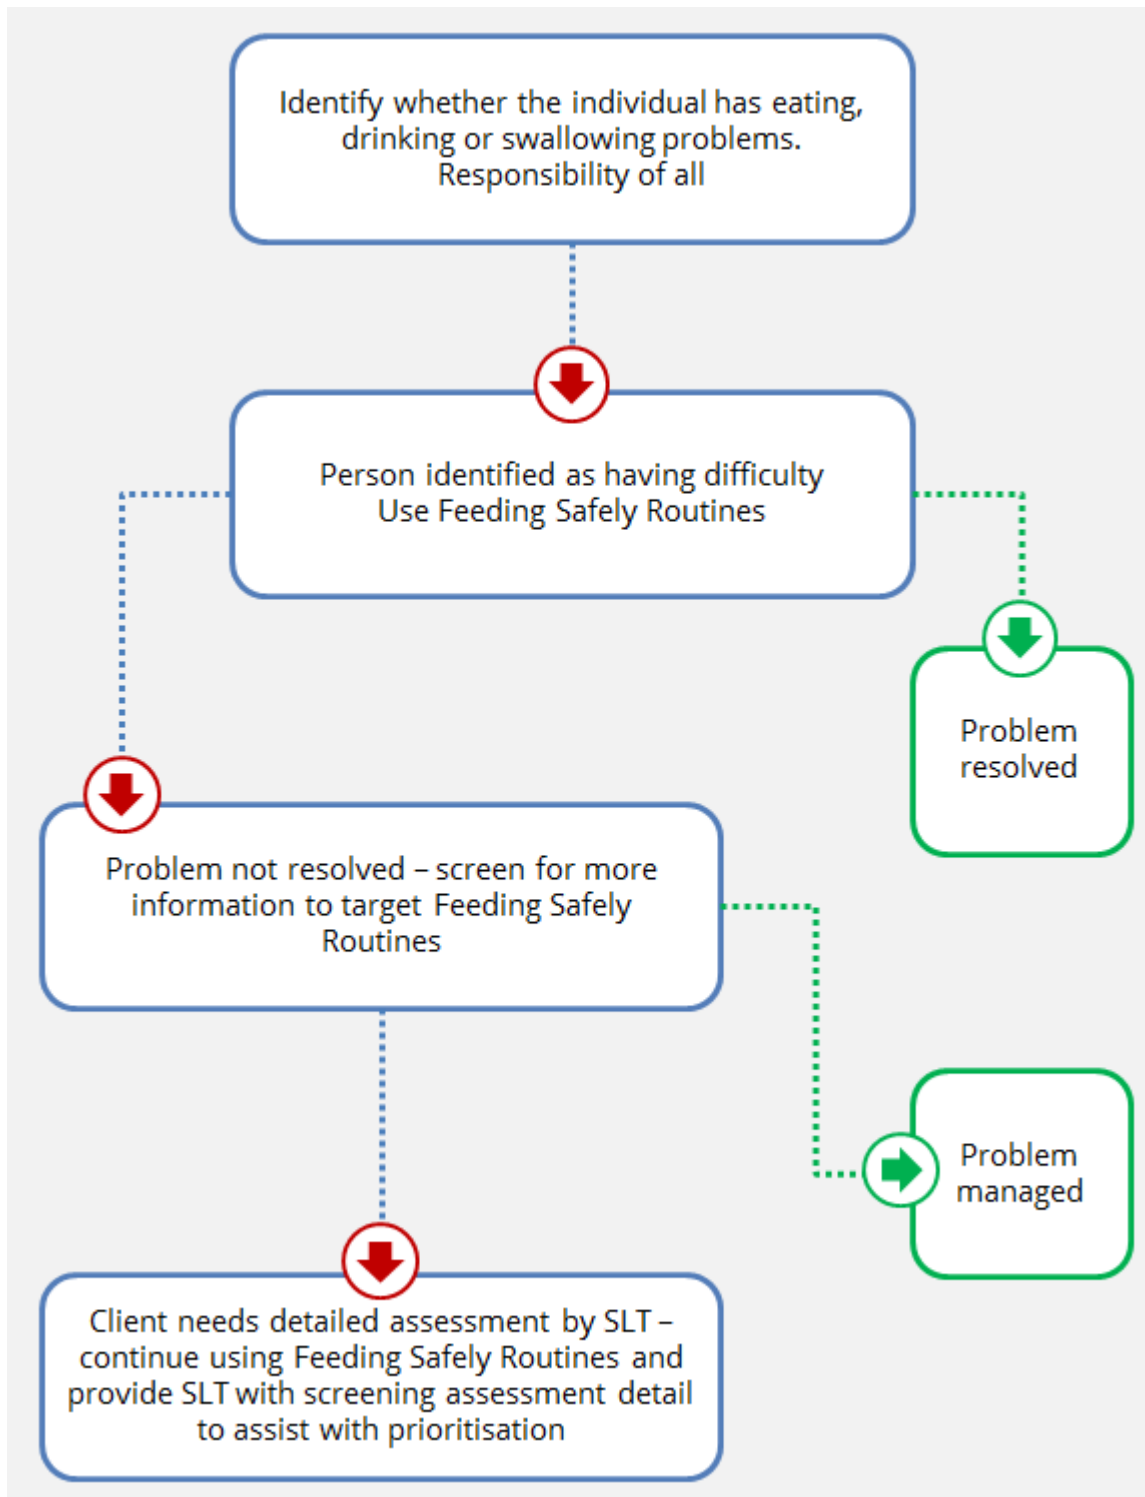 Identify whether the individual has eating,
drinking or swallowing problems.
Responsibility of all
Person identified as having difficulty
Use Feeding Safely Routines
Problem
resolved
Problem not resolved – screen for more
information to target Feeding Safely
Routines
Problem
managed
Client needs detailed assessment by SLT –
continue using Feeding Safely Routines and
provide SLT with screening assessment detail
to assist with prioritisation